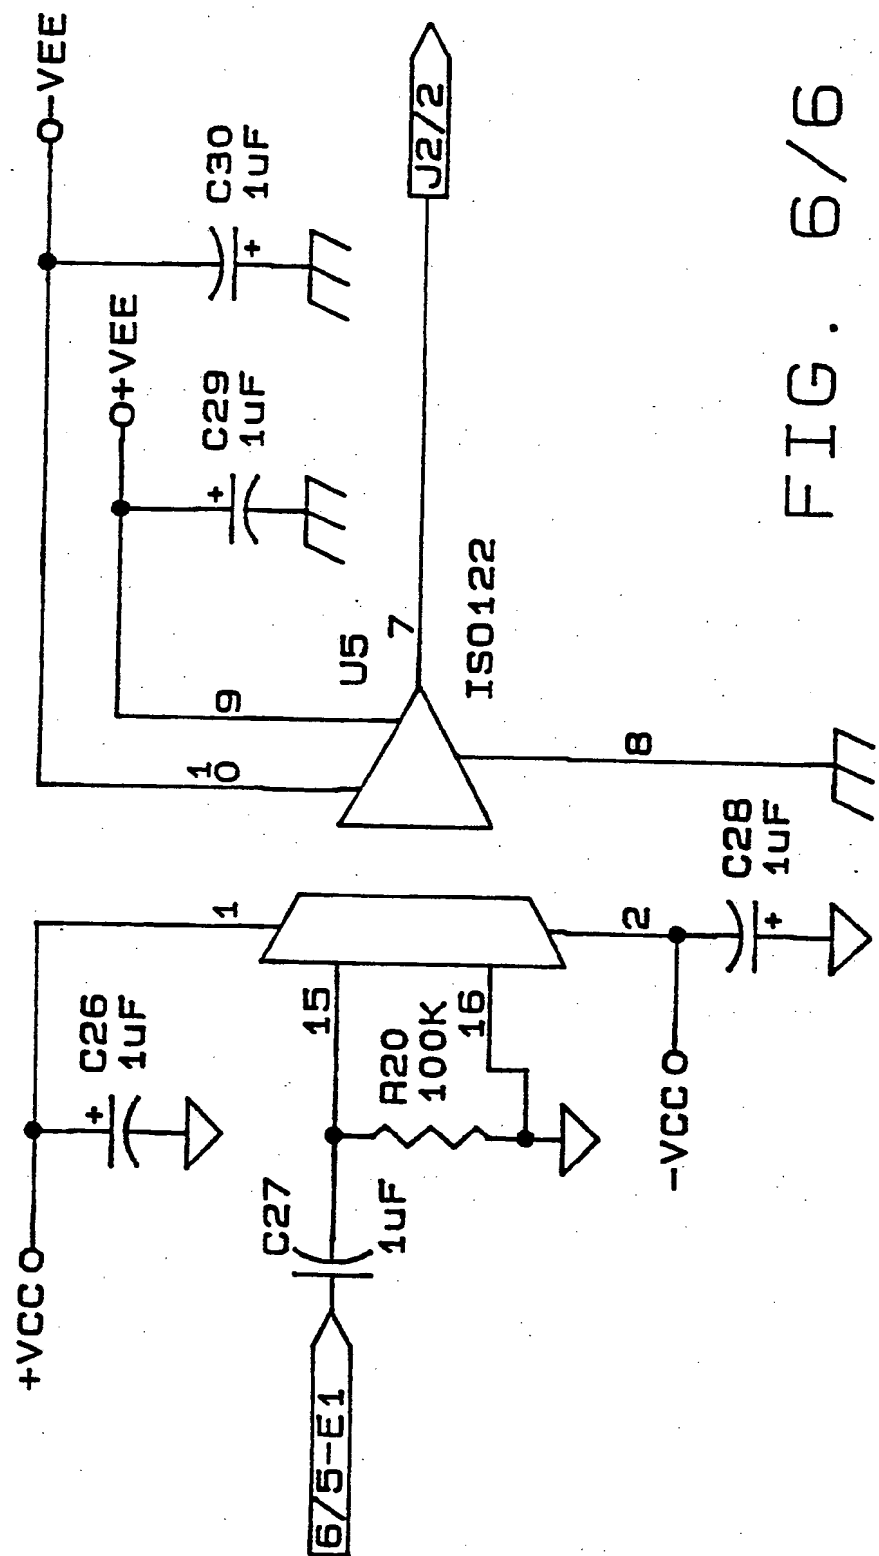 +VCC
C26
1uF
1
10
9
-VEE
+VEE
C29
1uF
C30
1uF
6/5-E1
C27
1uF
15
R20
100K
16
U5
7
ISO122
J2/2
-VCC
2
C28
1uF
8
FIG. 6/6